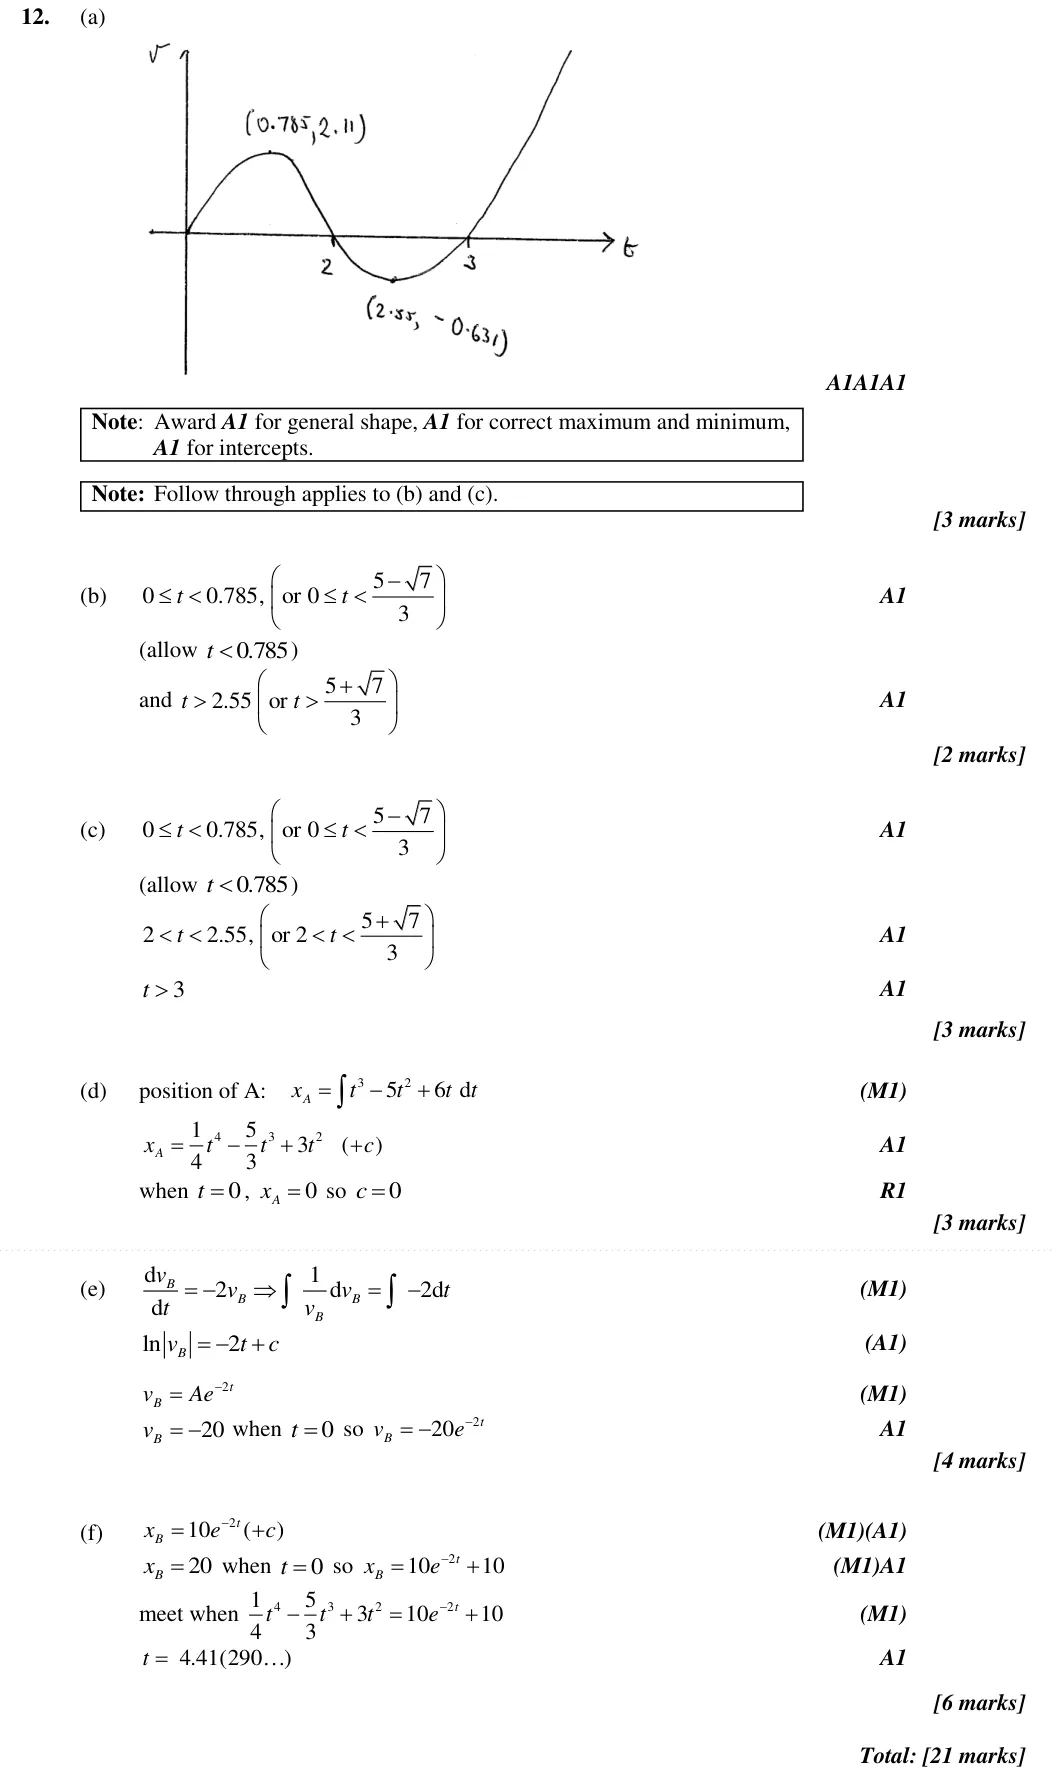 12. (a)
v
(0.785, 2.11)
2
3
t
(2.55, -0.631)
A1A1A1
Note: Award A1 for general shape, A1 for correct maximum and minimum,
A1 for intercepts.
Note: Follow through applies to (b) and (c).
[3 marks]
(b) 0 ≤ t < 0.785, (or 0 ≤ t < (5−√7)/3) A1
(allow t < 0.785)
and t > 2.55 (or t > (5+√7)/3) A1
[2 marks]
(c) 0 ≤ t < 0.785, (or 0 ≤ t < (5−√7)/3) A1
(allow t < 0.785)
2 < t < 2.55, (or 2 < t < (5+√7)/3) A1
t > 3 A1
[3 marks]
(d) position of A: x_A = ∫ t³ − 5t² + 6t dt (M1)
x_A = 1/4 t⁴ − 5/3 t³ + 3t² (+c) A1
when t = 0, x_A = 0 so c = 0 R1
[3 marks]
(e) dv_B/dt = −2v_B ⇒ ∫ 1/v_B dv_B = ∫ −2dt (M1)
ln|v_B| = −2t + c (A1)
v_B = Ae^(−2t) (M1)
v_B = −20 when t = 0 so v_B = −20e^(−2t) A1
[4 marks]
(f) x_B = 10e^(−2t) (+c) (M1)(A1)
x_B = 20 when t = 0 so x_B = 10e^(−2t) + 10 (M1)A1
meet when 1/4 t⁴ − 5/3 t³ + 3t² = 10e^(−2t) + 10 (M1)
t = 4.41(290…) A1
[6 marks]
Total: [21 marks]